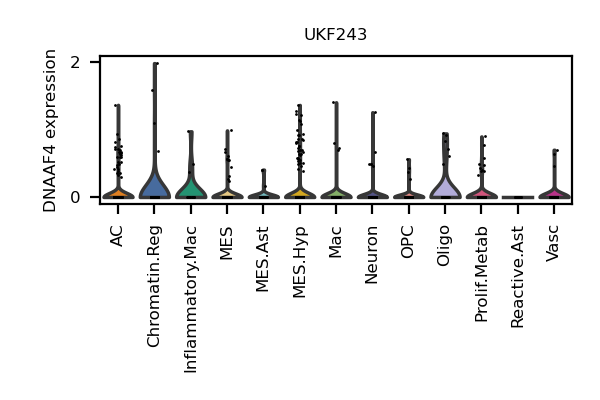 UKF243
DNAAF4 expression
2
0
AC
Chromatin.Reg
Inflammatory.Mac
MES
MES.Ast
MES.Hyp
Mac
Neuron
OPC
Oligo
Prolif.Metab
Reactive.Ast
Vasc